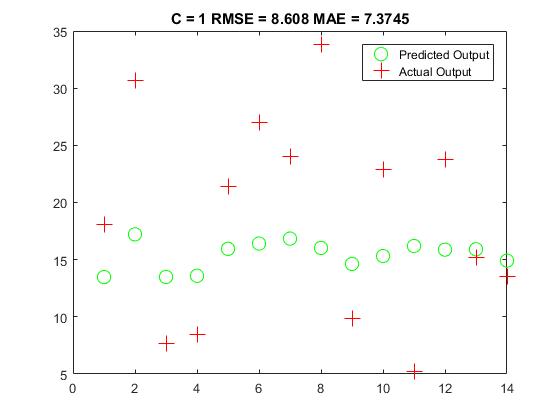 C = 1 RMSE = 8.608 MAE = 7.3745
35
30
25
20
15
10
5
0 2 4 6 8 10 12 14
Predicted Output
Actual Output